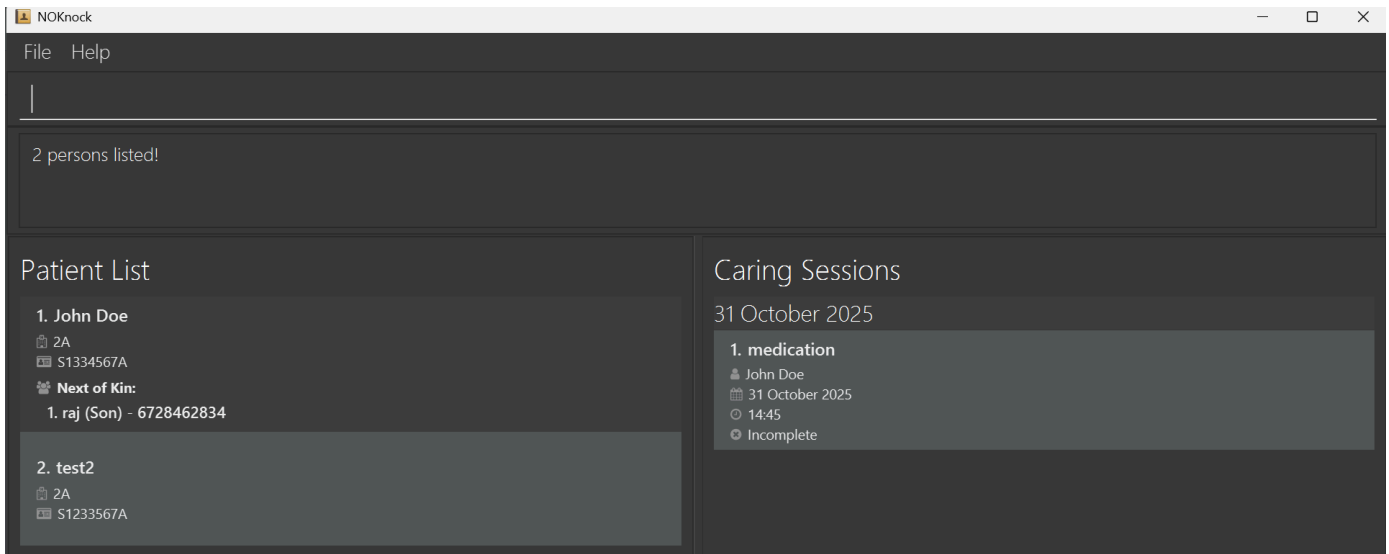 NOKnock
File Help
2 persons listed!
Patient List
1. John Doe
2A
S1334567A
Next of Kin:
1. raj (Son) - 6728462834
2. test2
2A
S1233567A
Caring Sessions
31 October 2025
1. medication
John Doe
31 October 2025
14:45
Incomplete